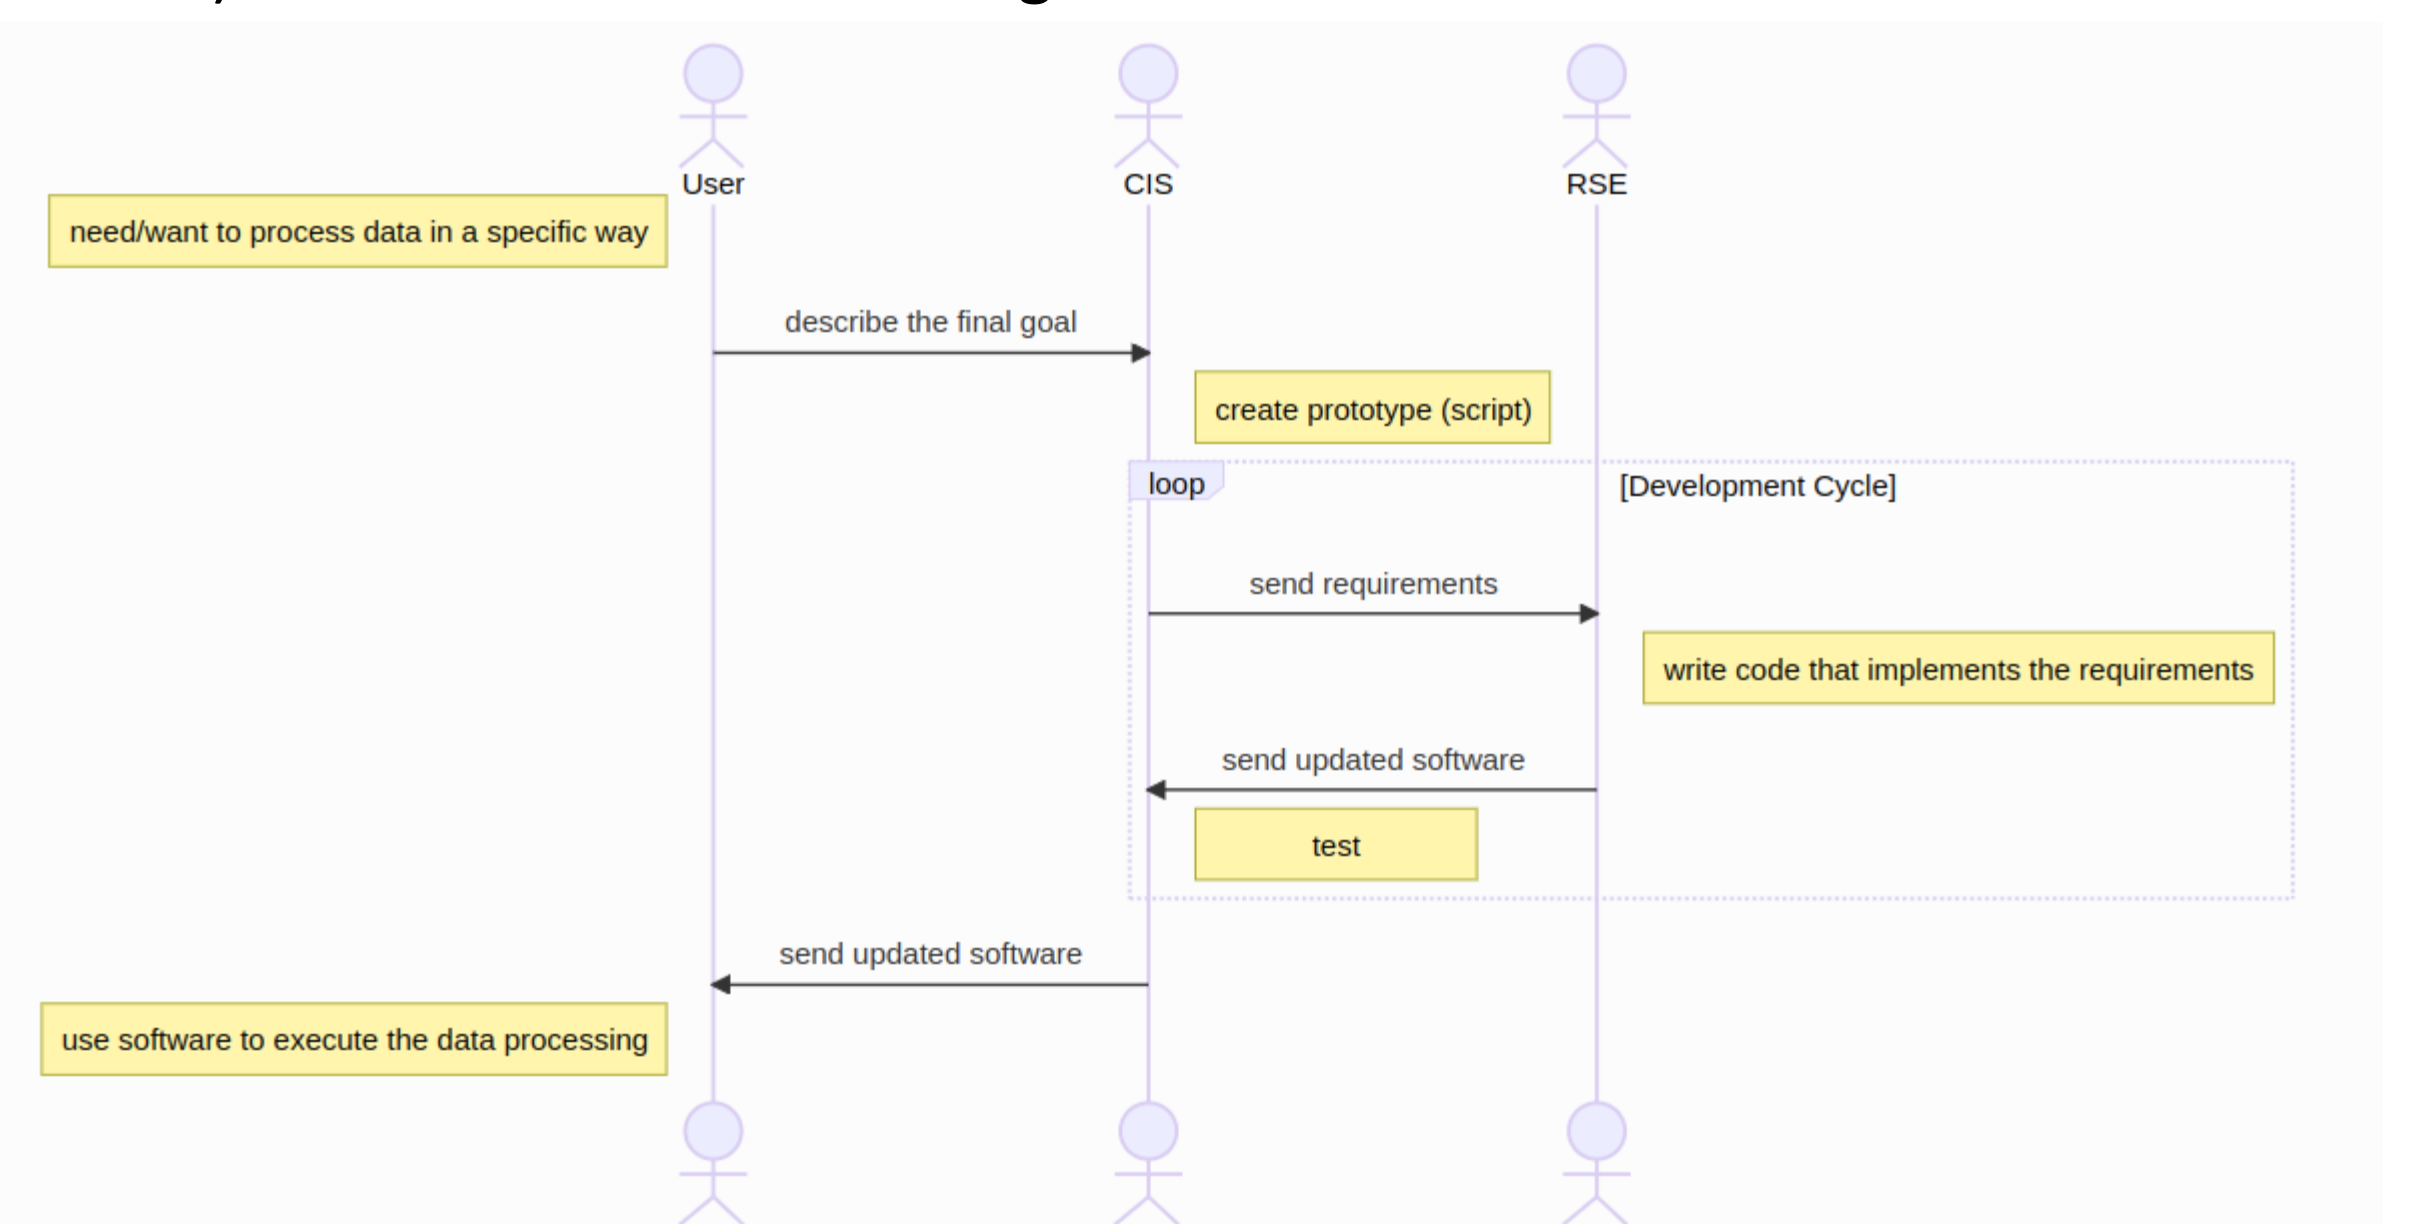 User
CIS
RSE
need/want to process data in a specific way
describe the final goal
create prototype (script)
loop
[Development Cycle]
send requirements
write code that implements the requirements
send updated software
test
send updated software
use software to execute the data processing